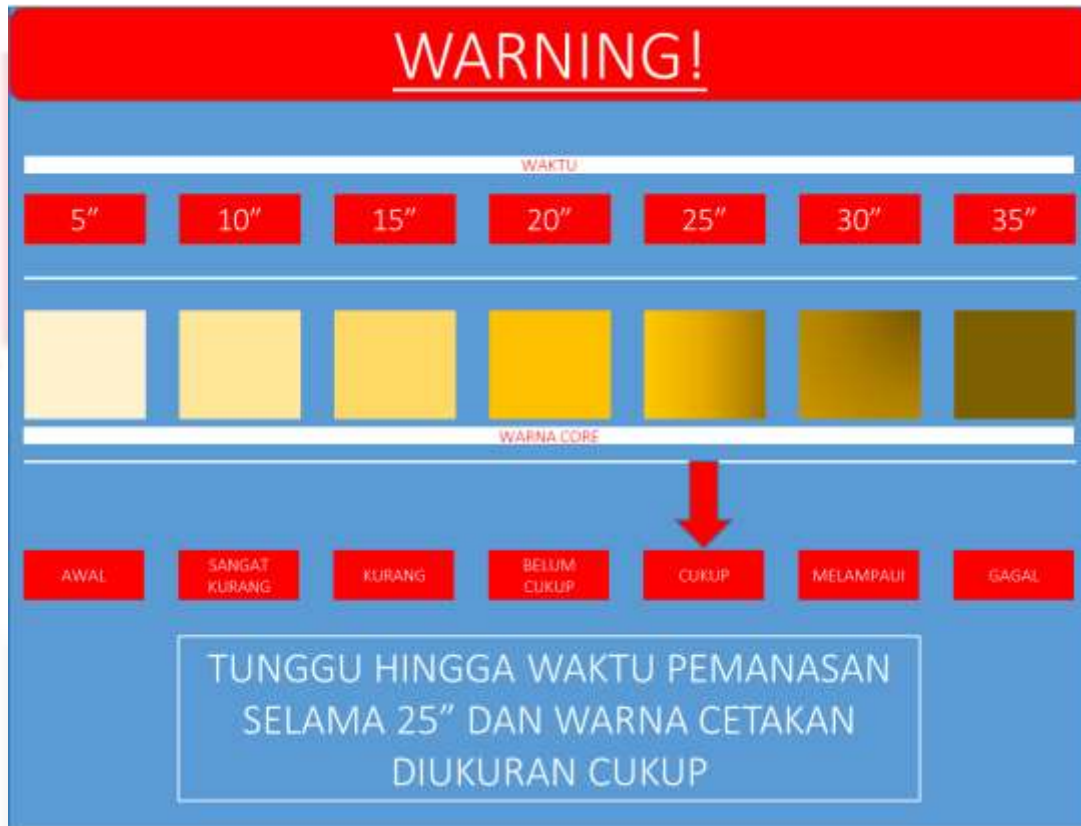 WARNING!
WAKTU
5” 10” 15” 20” 25” 30” 35”
WARNA CORE
AWAL
SANGAT
KURANG
KURANG
BELUM
CUKUP
CUKUP
MELAMPAUI
GAGAL
TUNGGU HINGGA WAKTU PEMANASAN
SELAMA 25” DAN WARNA CETAKAN
DIUKURAN CUKUP